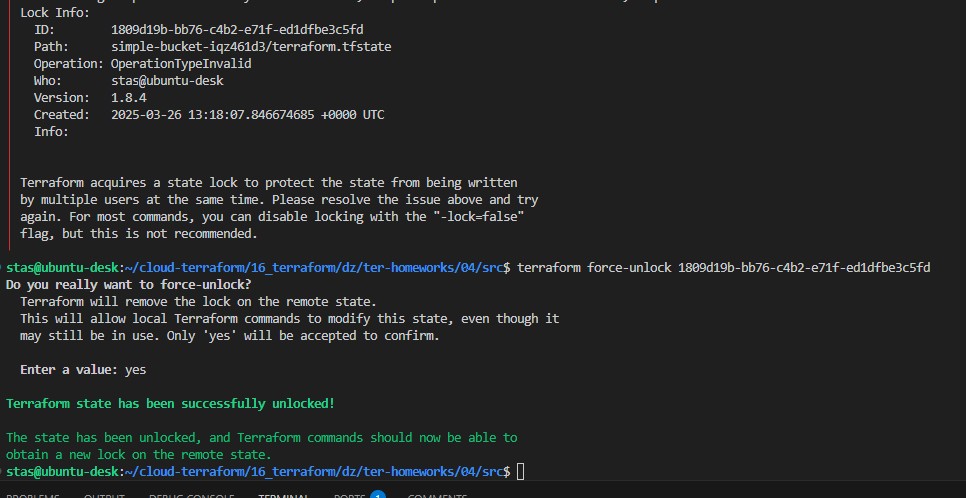 Lock Info:
ID: 1809d19b-bb76-c4b2-e71f-ed1dfbe3c5fd
Path: simple-bucket-iqz461d3/terraform.tfstate
Operation: OperationTypeInvalid
Who: stas@ubuntu-desk
Version: 1.8.4
Created: 2025-03-26 13:18:07.846674685 +0000 UTC
Info:
Terraform acquires a state lock to protect the state from being written
by multiple users at the same time. Please resolve the issue above and try
again. For most commands, you can disable locking with the "-lock=false"
flag, but this is not recommended.
stas@ubuntu-desk:~/cloud-terraform/16_terraform/dz/ter-homeworks/04/src$ terraform force-unlock 1809d19b-bb76-c4b2-e71f-ed1dfbe3c5fd
Do you really want to force-unlock?
Terraform will remove the lock on the remote state.
This will allow local Terraform commands to modify this state, even though it
may still be in use. Only 'yes' will be accepted to confirm.
Enter a value: yes
Terraform state has been successfully unlocked!
The state has been unlocked, and Terraform commands should now be able to
obtain a new lock on the remote state.
stas@ubuntu-desk:~/cloud-terraform/16_terraform/dz/ter-homeworks/04/src$
PROBLEMS OUTPUT DEBUG CONSOLE TERMINAL PORTS 1 COMMENTS